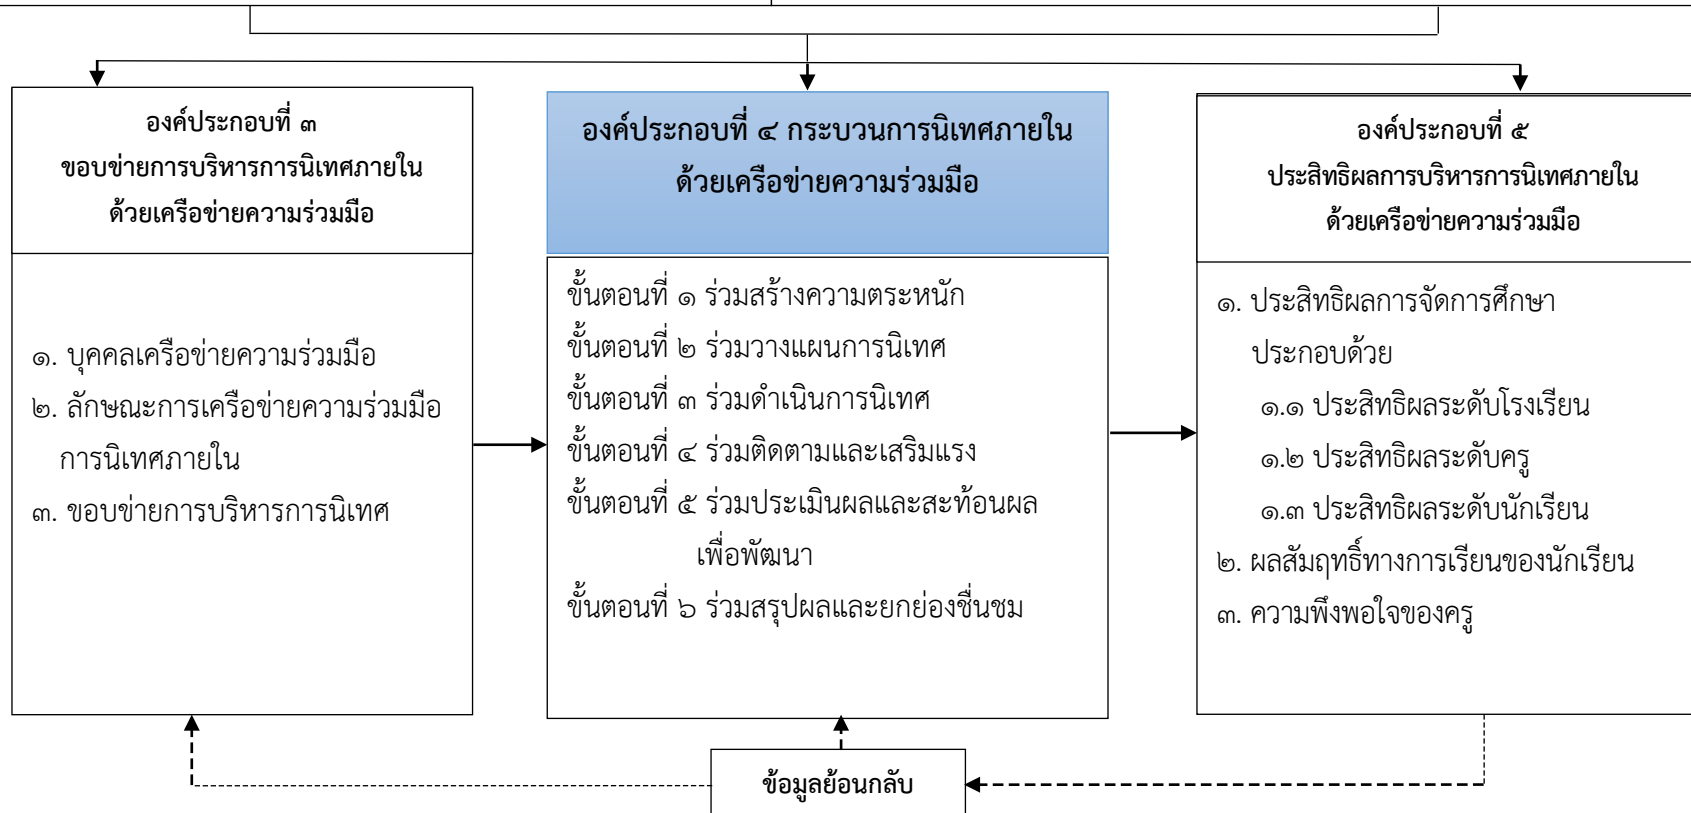 องค์ประกอบที่ ๓
ขอบข่ายการบริหารการนิเทศภายใน
ด้วยเครือข่ายความร่วมมือ
๑. บุคคลเครือข่ายความร่วมมือ
๒. ลักษณะการเครือข่ายความร่วมมือ
การนิเทศภายใน
๓. ขอบข่ายการบริหารการนิเทศ
องค์ประกอบที่ ๔ กระบวนการนิเทศภายใน
ด้วยเครือข่ายความร่วมมือ
ขั้นตอนที่ ๑ ร่วมสร้างความตระหนัก
ขั้นตอนที่ ๒ ร่วมวางแผนการนิเทศ
ขั้นตอนที่ ๓ ร่วมดำเนินการนิเทศ
ขั้นตอนที่ ๔ ร่วมติดตามและเสริมแรง
ขั้นตอนที่ ๕ ร่วมประเมินผลและสะท้อนผล
เพื่อพัฒนา
ขั้นตอนที่ ๖ ร่วมสรุปผลและยกย่องชื่นชม
องค์ประกอบที่ ๕
ประสิทธิผลการบริหารการนิเทศภายใน
ด้วยเครือข่ายความร่วมมือ
๑. ประสิทธิผลการจัดการศึกษา
ประกอบด้วย
๑.๑ ประสิทธิผลระดับโรงเรียน
๑.๒ ประสิทธิผลระดับครู
๑.๓ ประสิทธิผลระดับนักเรียน
๒. ผลสัมฤทธิ์ทางการเรียนของนักเรียน
๓. ความพึงพอใจของครู
ข้อมูลย้อนกลับ